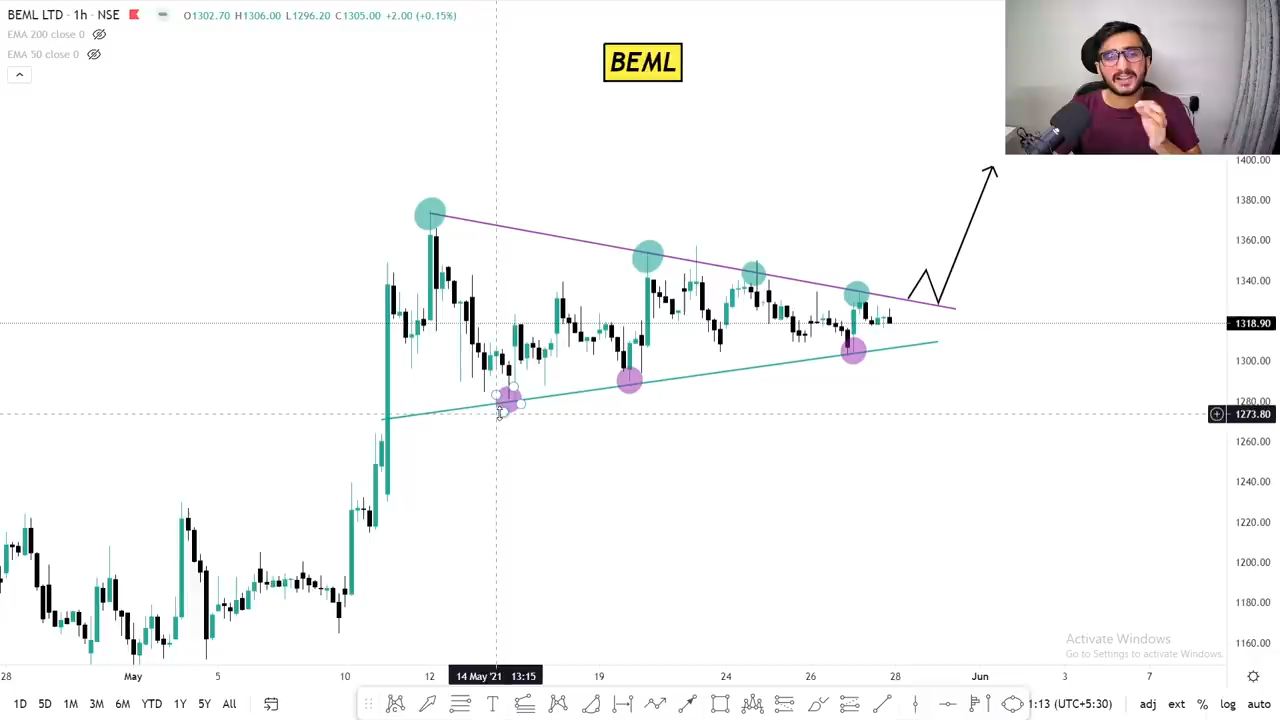 BEML LTD · 1h · NSE O1302.70 H1306.00 L1296.20 C1305.00 +2.00 (+0.15%)
EMA 200 close 0
EMA 50 close 0
BEML
1400.00
1380.00
1360.00
1340.00
1318.90
1300.00
1280.00
1273.80
1260.00
1240.00
1220.00
1200.00
1180.00
1160.00
Activate Windows
Go to Settings to activate Windows.
28 May 5 10 12 14 May '21 13:15 19 24 26 28 Jun 3 7
1D 5D 1M 3M 6M YTD 1Y 5Y All 1:13 (UTC+5:30) adj ext % log auto